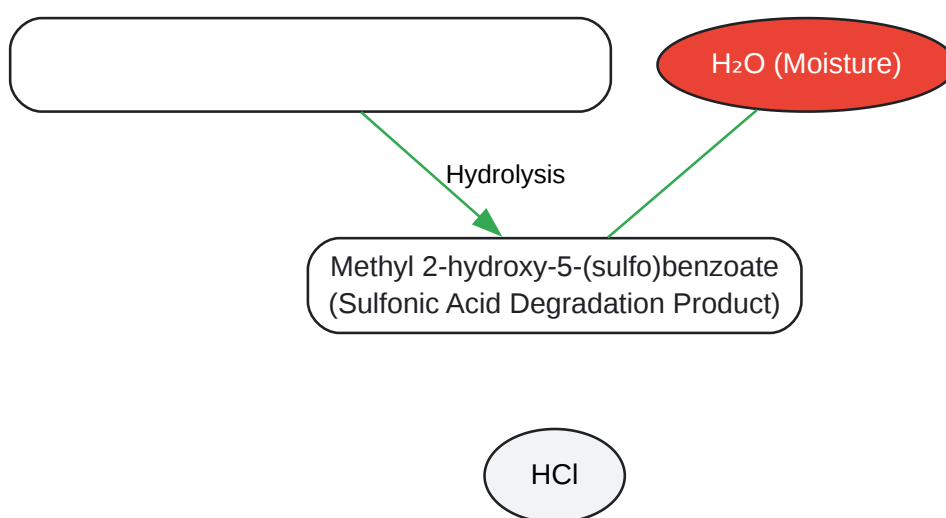 H₂O (Moisture)
Hydrolysis
Methyl 2-hydroxy-5-(sulfo)benzoate
(Sulfonic Acid Degradation Product)
HCl